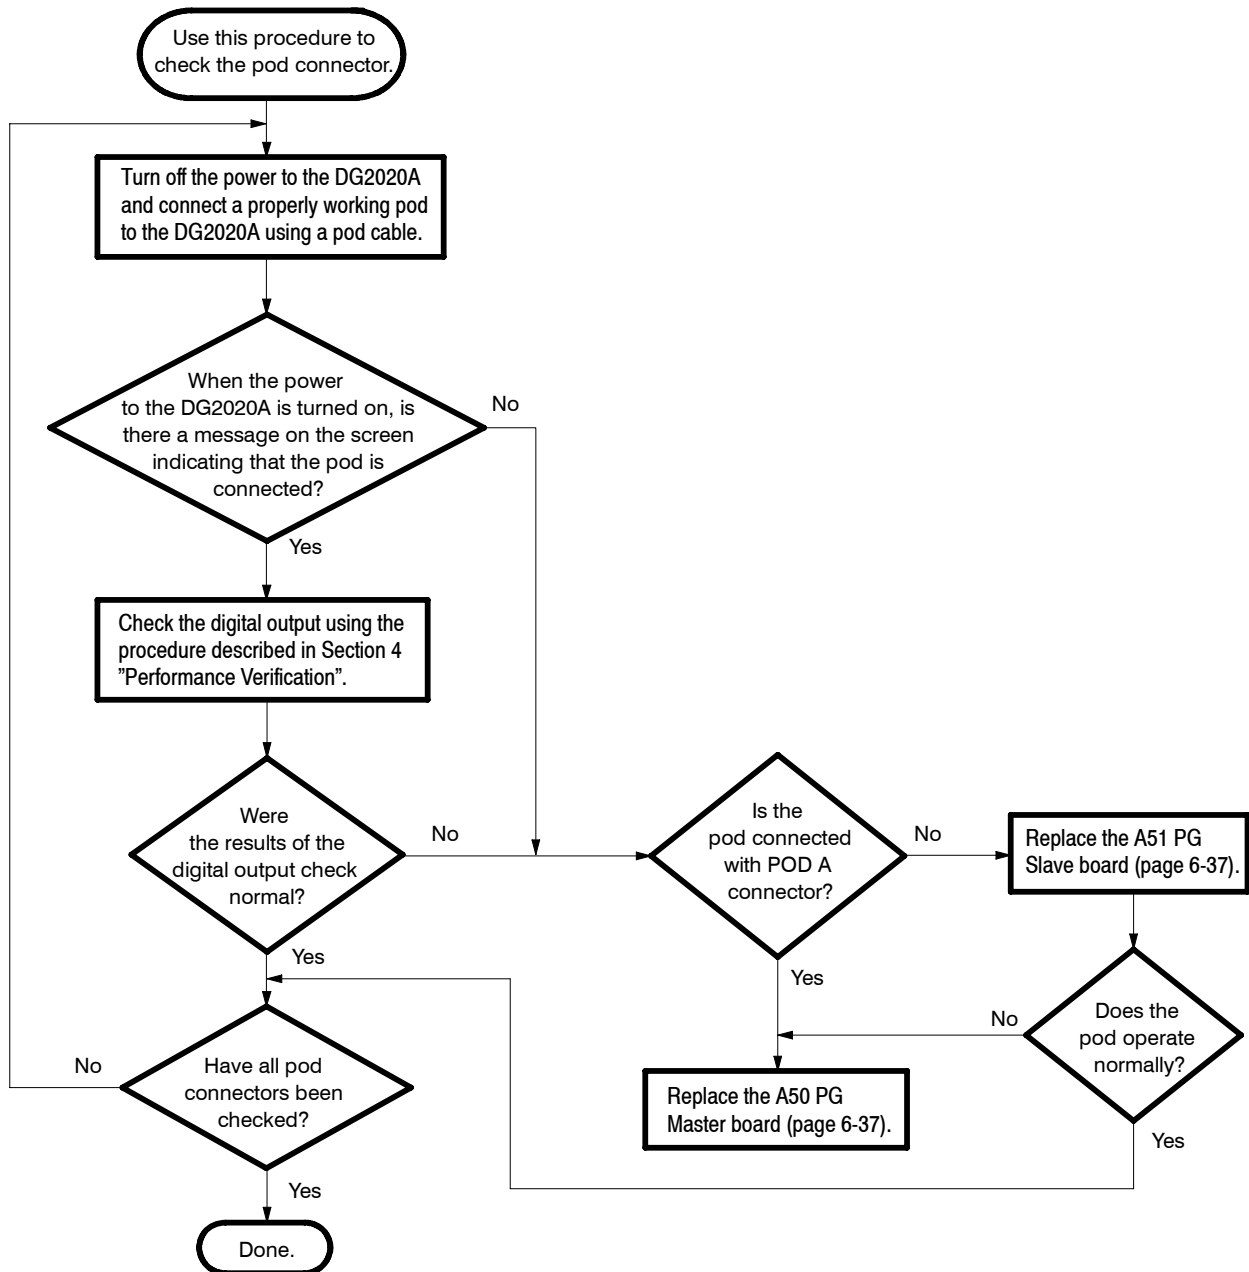 Use this procedure to
check the pod connector.
Turn off the power to the DG2020A
and connect a properly working pod
to the DG2020A using a pod cable.
When the power
to the DG2020A is turned on, is
there a message on the screen
indicating that the pod is
connected?
No
Yes
Check the digital output using the
procedure described in Section 4
”Performance Verification”.
Were
the results of the
digital output check
normal?
No
Yes
Is the
pod connected
with POD A
connector?
No
Yes
Replace the A51 PG
Slave board (page 6-37).
Does the
pod operate
normally?
No
Yes
Replace the A50 PG
Master board (page 6-37).
Have all pod
connectors been
checked?
No
Yes
Done.